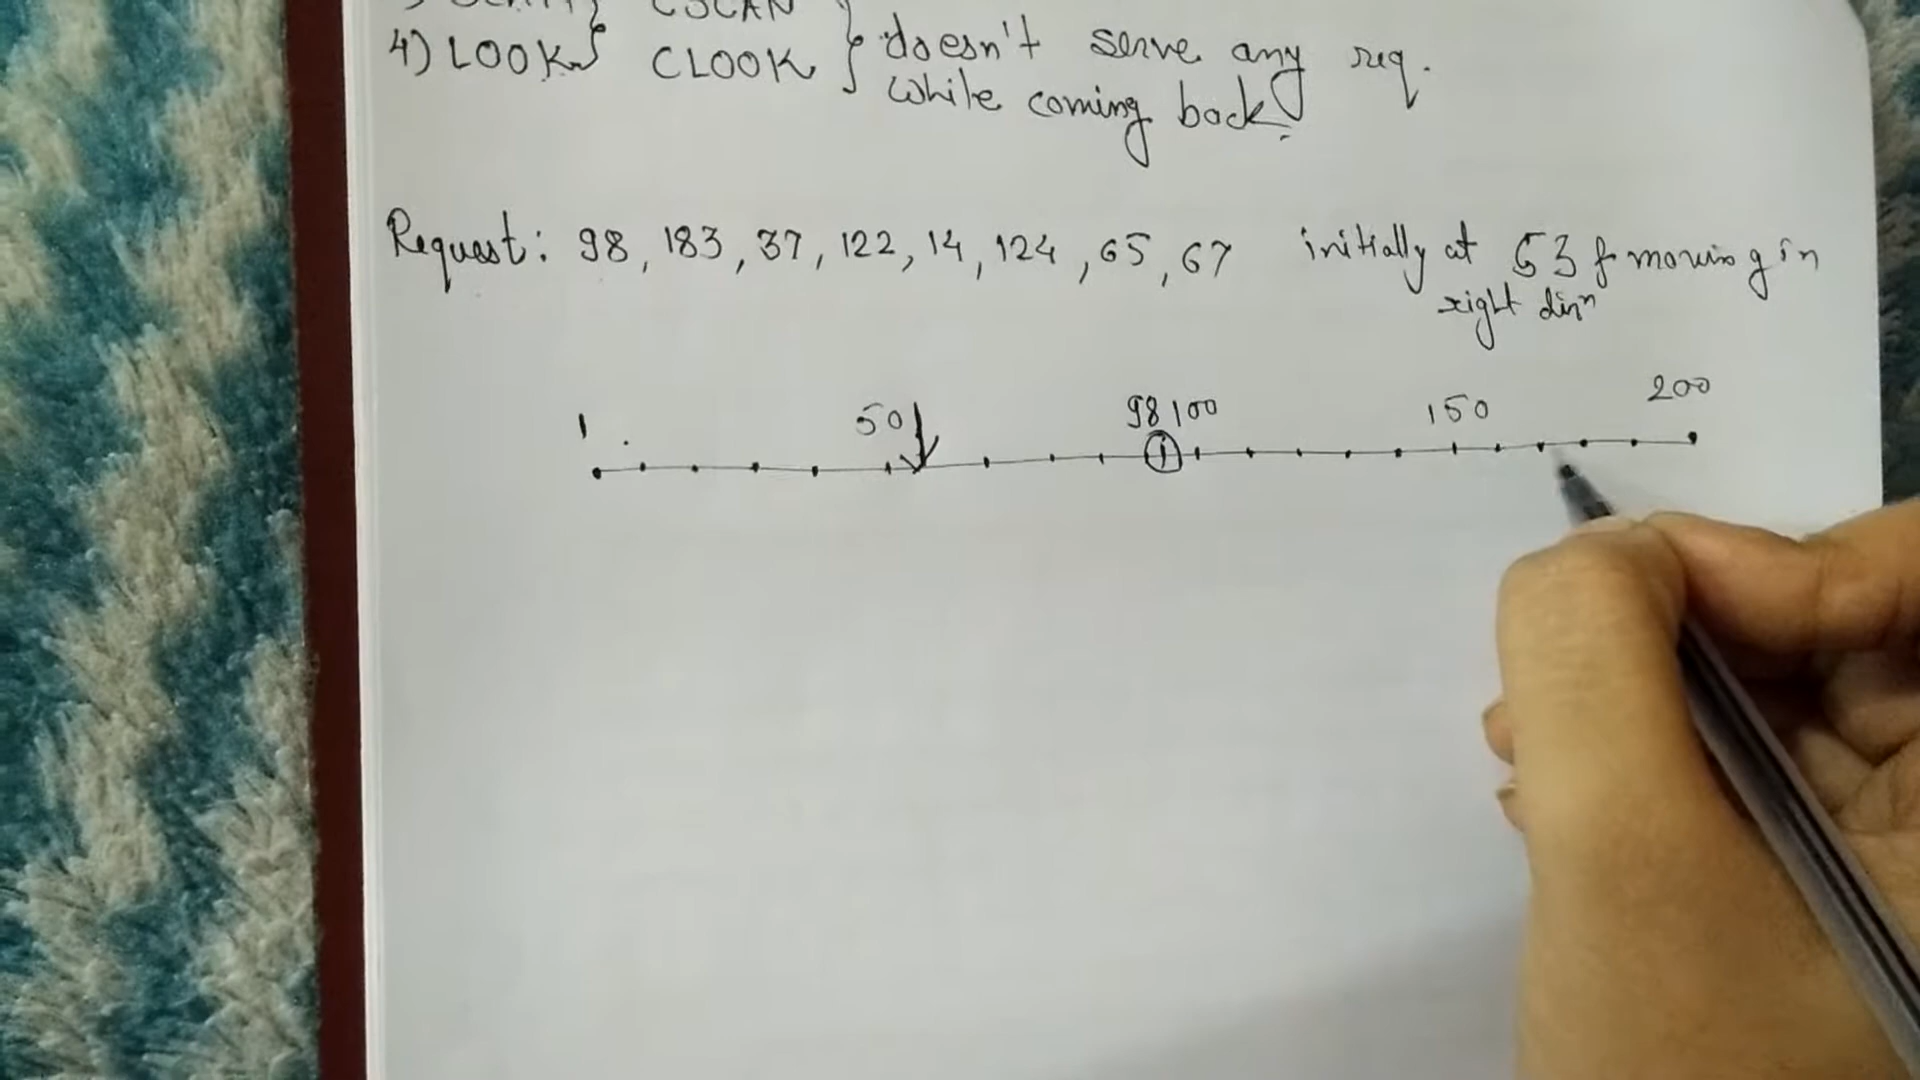 CSCAN
4) LOOK } CLOOK } doesn't serve any req.
while coming back.
Request: 98, 183, 37, 122, 14, 124, 65, 67 initially at 53 & moving in
right dirⁿ
1 50 98 100 150 200